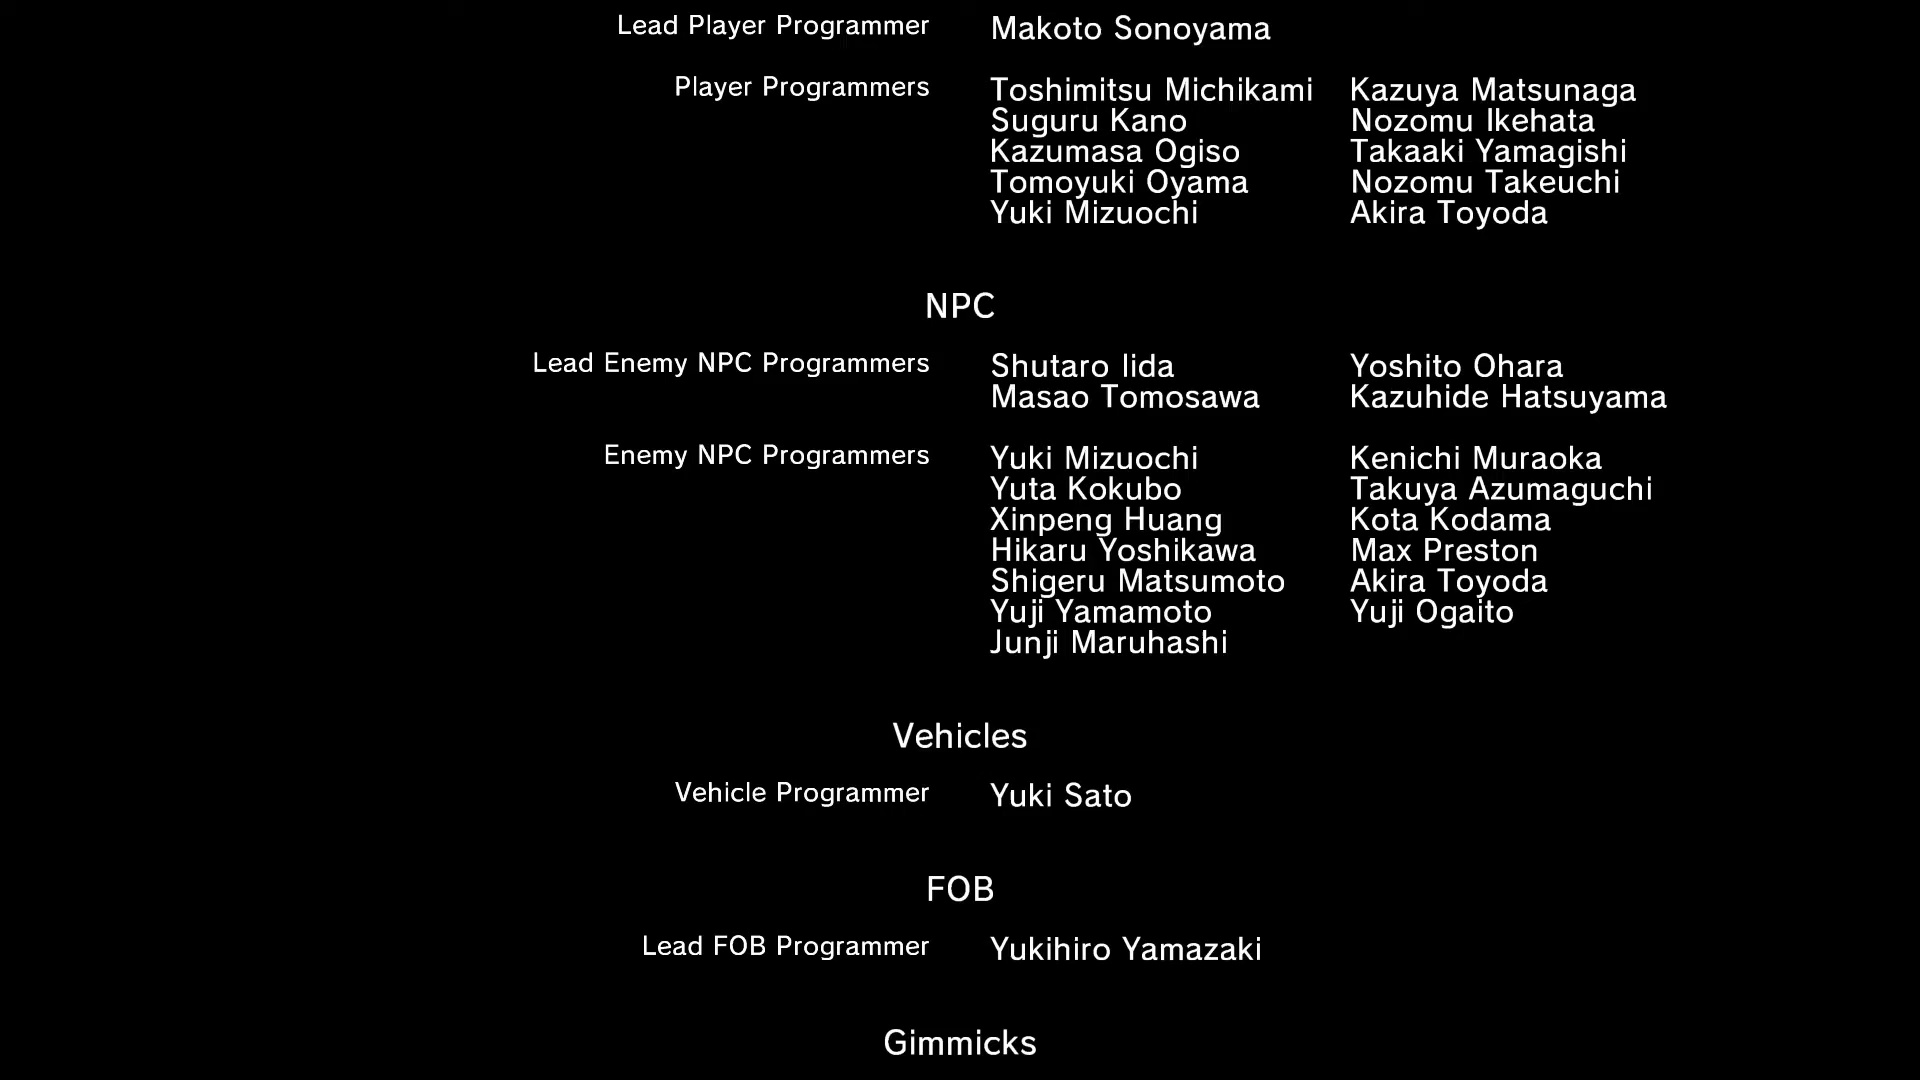 Lead Player Programmer Makoto Sonoyama
Player Programmers Toshimitsu Michikami Kazuya Matsunaga
Suguru Kano Nozomu Ikehata
Kazumasa Ogiso Takaaki Yamagishi
Tomoyuki Oyama Nozomu Takeuchi
Yuki Mizuochi Akira Toyoda
NPC
Lead Enemy NPC Programmers Shutaro Iida Yoshito Ohara
Masao Tomosawa Kazuhide Hatsuyama
Enemy NPC Programmers Yuki Mizuochi Kenichi Muraoka
Yuta Kokubo Takuya Azumaguchi
Xinpeng Huang Kota Kodama
Hikaru Yoshikawa Max Preston
Shigeru Matsumoto Akira Toyoda
Yuji Yamamoto Yuji Ogaito
Junji Maruhashi
Vehicles
Vehicle Programmer Yuki Sato
FOB
Lead FOB Programmer Yukihiro Yamazaki
Gimmicks